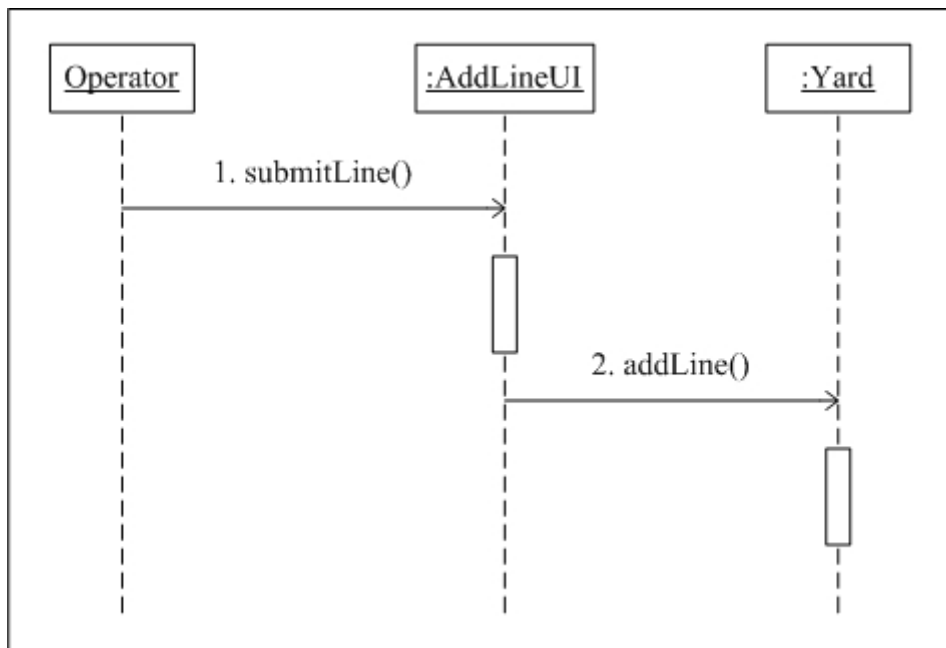 Operator
:AddLineUI
:Yard
1. submitLine()
2. addLine()